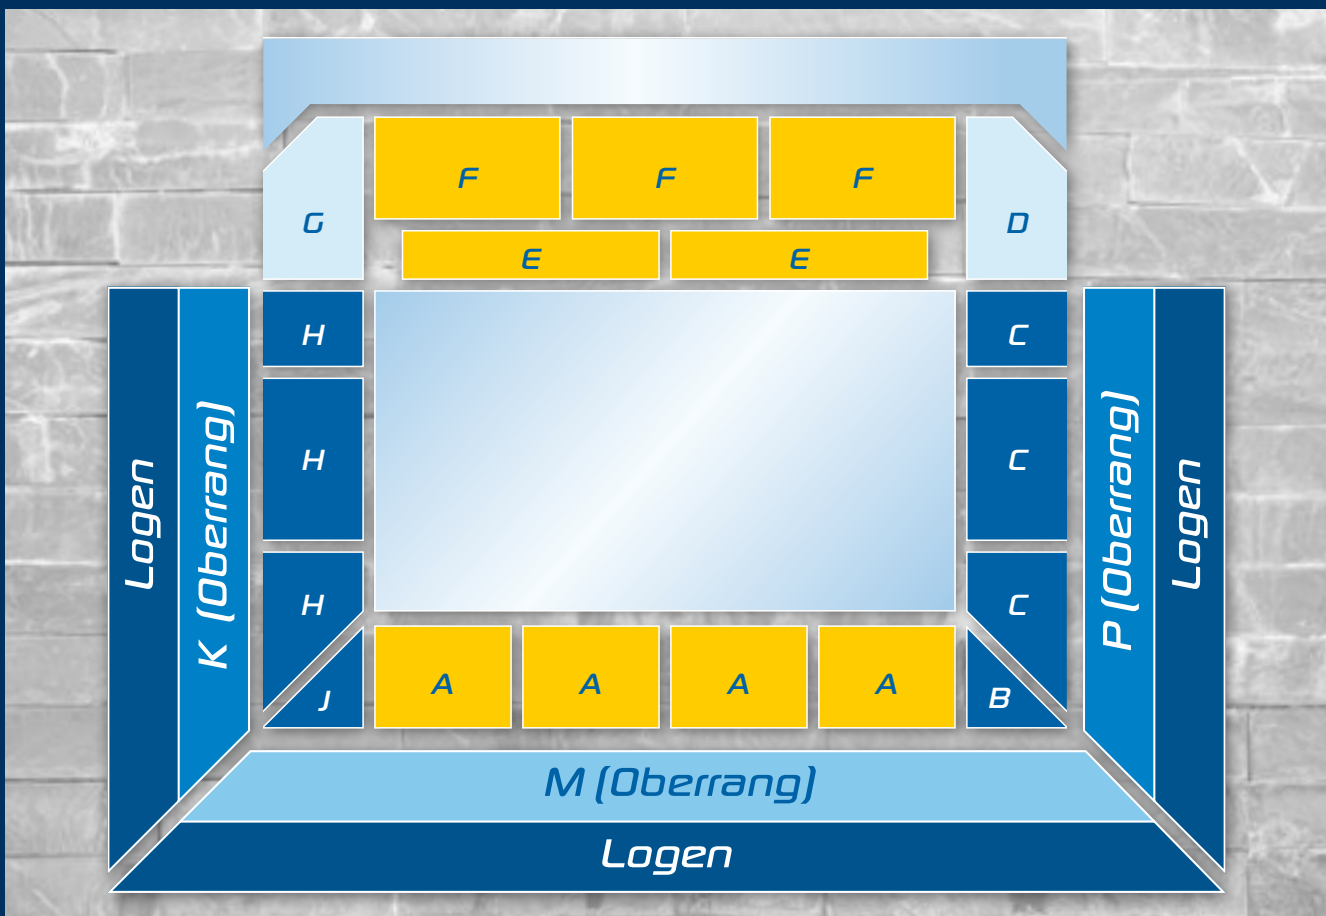 F F F
G D
E E
H C
H C
H C
J A A A A B
Logen
K (Oberrang)
P (Oberrang)
Logen
M (Oberrang)
Logen